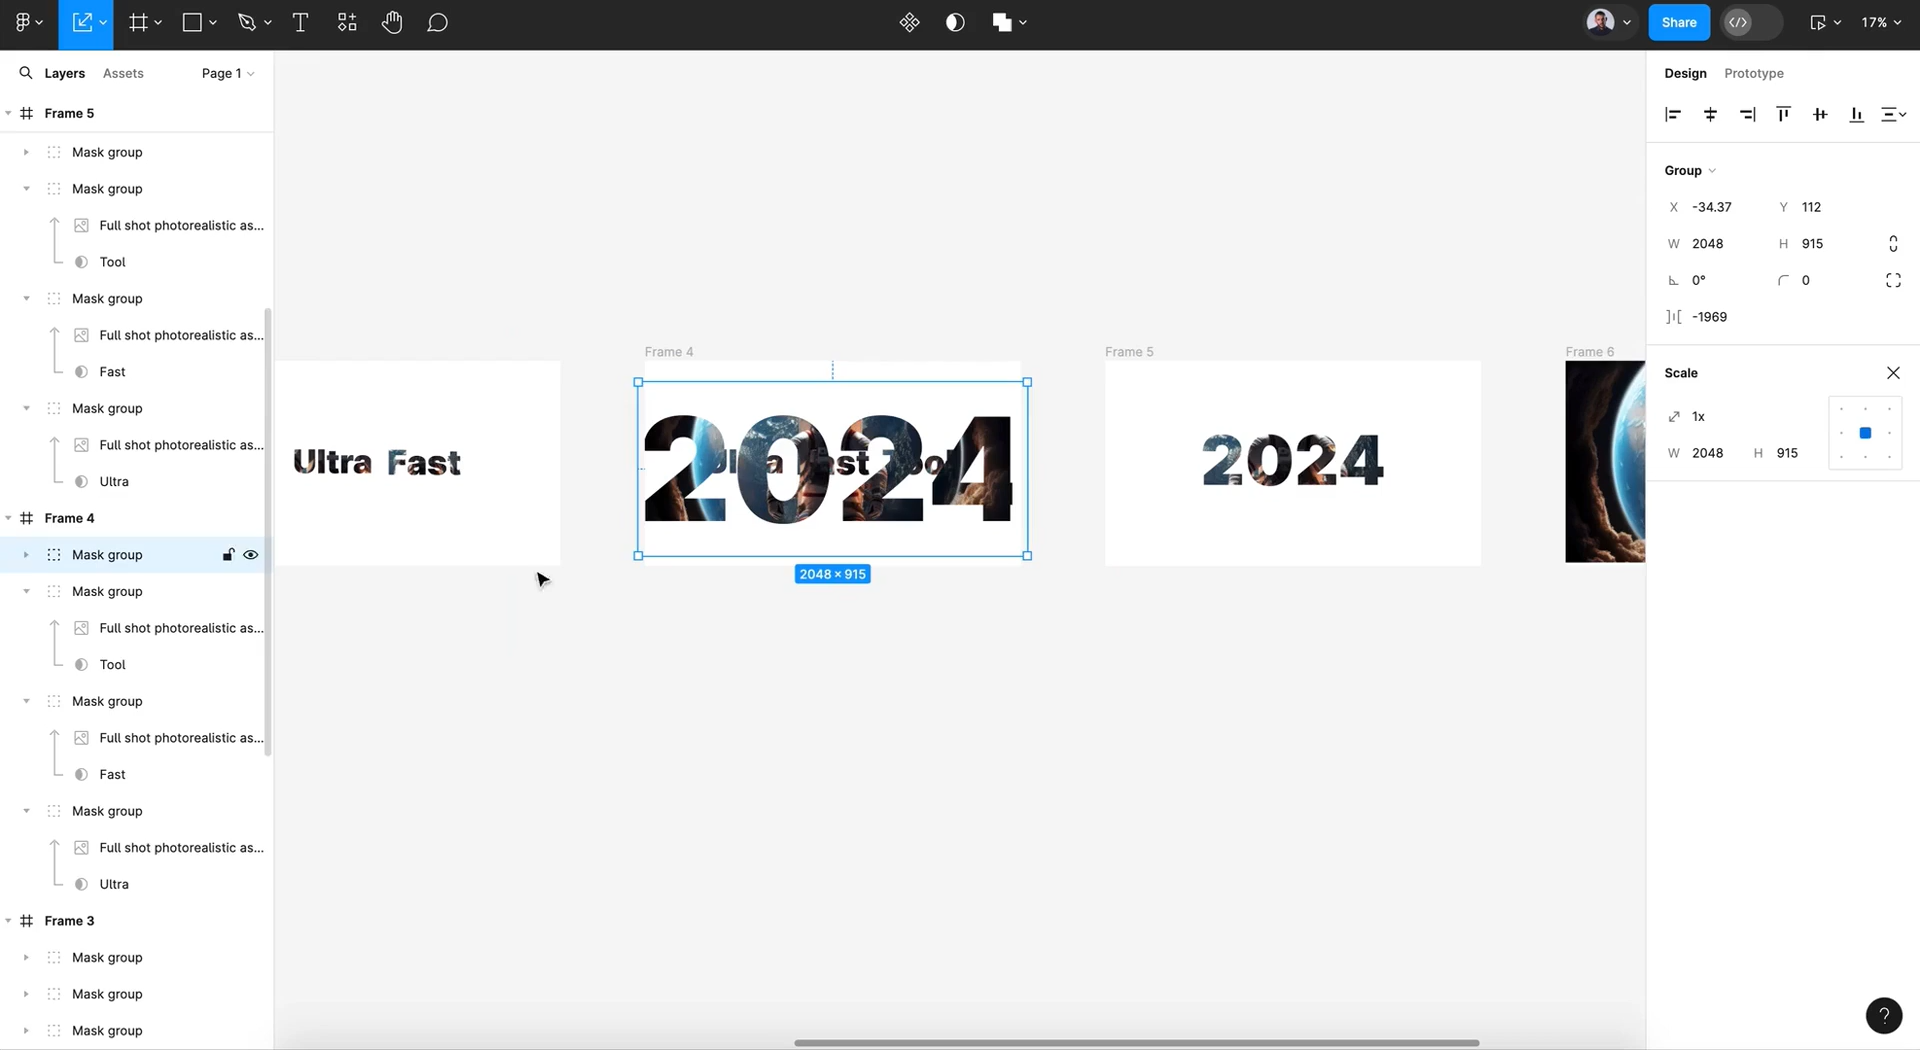 Share
17%
Layers
Assets
Page 1
Frame 5
Mask group
Mask group
Full shot photorealistic as...
Tool
Mask group
Full shot photorealistic as...
Fast
Mask group
Full shot photorealistic as...
Ultra
Frame 4
Mask group
Mask group
Full shot photorealistic as...
Tool
Mask group
Full shot photorealistic as...
Fast
Mask group
Full shot photorealistic as...
Ultra
Frame 3
Mask group
Mask group
Mask group
Ultra Fast
Frame 4
2024
Ultra Fast Tool
2048 × 915
Frame 5
2024
Frame 6
Design
Prototype
Group
X -34.37
Y 112
W 2048
H 915
0°
0
-1969
Scale
1x
W 2048
H 915
?